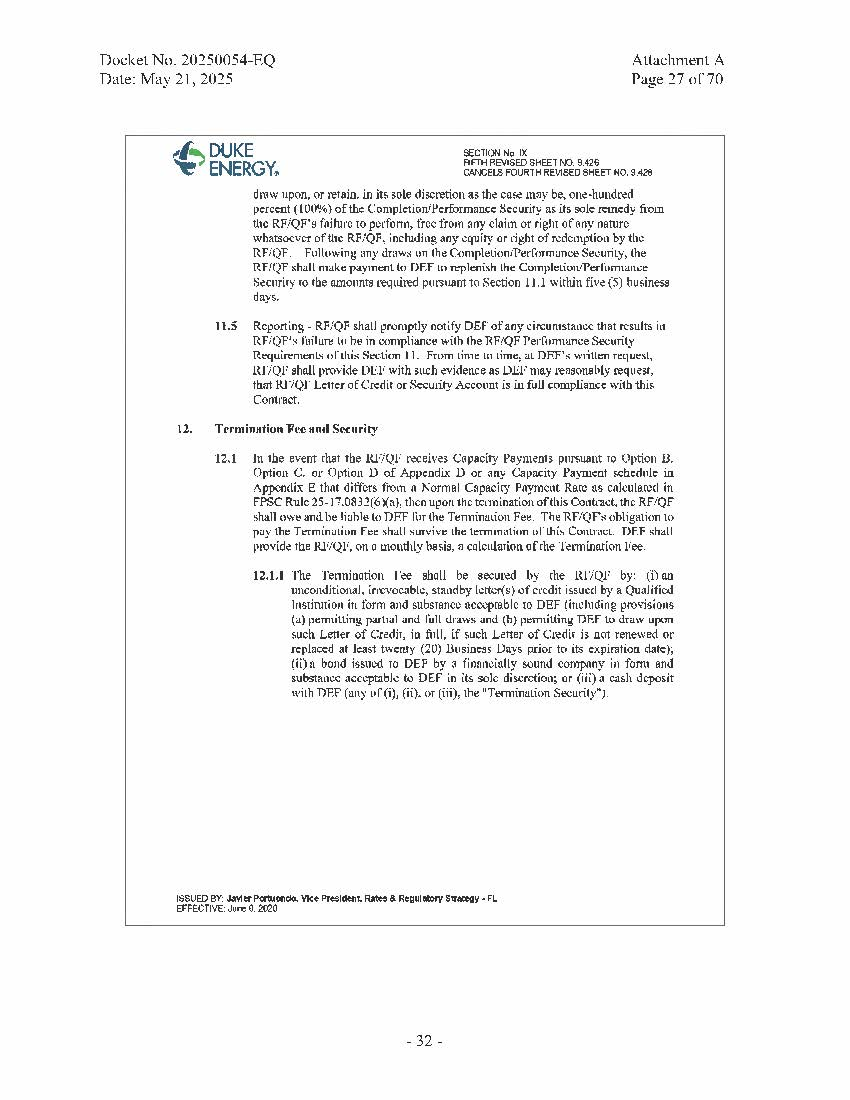 Docket No. 20250054-EQ
Date: May 21, 2025
Attachment A
Page 27 of 70
DUKE
ENERGY®
SECTION No. IX
FIFTH REVISED SHEET NO. 9.426
CANCELS FOURTH REVISED SHEET NO. 9.426
draw upon, or retain, in its sole discretion as the case may be, one-hundred
percent (100%) of the Completion/Performance Security as its sole remedy from
the RF/QF's failure to perform, free from any claim or right of any nature
whatsoever of the RF/QF, including any equity or right of redemption by the
RF/QF. Following any draws on the Completion/Performance Security, the
RF/QF shall make payment to DEF to replenish the Completion/Performance
Security to the amounts required pursuant to Section 11.1 within five (5) business
days.
11.5 Reporting - RF/QF shall promptly notify DEF of any circumstance that results in
RF/QF's failure to be in compliance with the RF/QF Performance Security
Requirements of this Section 11. From time to time, at DEF's written request,
RF/QF shall provide DEF with such evidence as DEF may reasonably request,
that RF/QF Letter of Credit or Security Account is in full compliance with this
Contract.
12. Termination Fee and Security
12.1 In the event that the RF/QF receives Capacity Payments pursuant to Option B,
Option C, or Option D of Appendix D or any Capacity Payment schedule in
Appendix E that differs from a Normal Capacity Payment Rate as calculated in
FPSC Rule 25-17.0832(6)(a), then upon the termination of this Contract, the RF/QF
shall owe and be liable to DEF for the Termination Fee. The RF/QF's obligation to
pay the Termination Fee shall survive the termination of this Contract. DEF shall
provide the RF/QF, on a monthly basis, a calculation of the Termination Fee.
12.1.1 The Termination Fee shall be secured by the RF/QF by: (i) an
unconditional, irrevocable, standby letter(s) of credit issued by a Qualified
Institution in form and substance acceptable to DEF (including provisions
(a) permitting partial and full draws and (b) permitting DEF to draw upon
such Letter of Credit, in full, if such Letter of Credit is not renewed or
replaced at least twenty (20) Business Days prior to its expiration date);
(ii) a bond issued to DEF by a financially sound company in form and
substance acceptable to DEF in its sole discretion; or (iii) a cash deposit
with DEF (any of (i), (ii), or (iii), the "Termination Security").
ISSUED BY: Javier Portuondo, Vice President, Rates & Regulatory Strategy - FL
EFFECTIVE: June 9, 2020
- 32 -